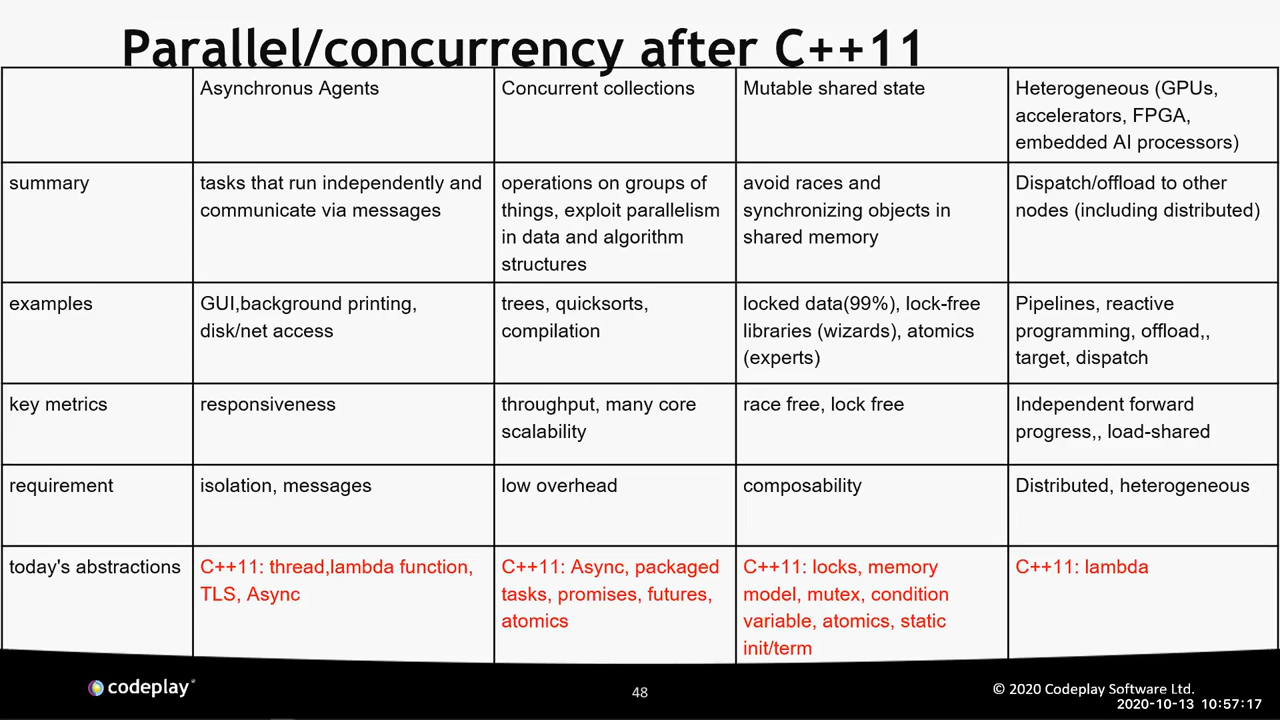 Parallel/concurrency after C++11
Asynchronus Agents
Concurrent collections
Mutable shared state
Heterogeneous (GPUs,
accelerators, FPGA,
embedded AI processors)
summary
tasks that run independently and
communicate via messages
operations on groups of
things, exploit parallelism
in data and algorithm
structures
avoid races and
synchronizing objects in
shared memory
Dispatch/offload to other
nodes (including distributed)
examples
GUI,background printing,
disk/net access
trees, quicksorts,
compilation
locked data(99%), lock-free
libraries (wizards), atomics
(experts)
Pipelines, reactive
programming, offload,,
target, dispatch
key metrics
responsiveness
throughput, many core
scalability
race free, lock free
Independent forward
progress,, load-shared
requirement
isolation, messages
low overhead
composability
Distributed, heterogeneous
today's abstractions
C++11: thread,lambda function,
TLS, Async
C++11: Async, packaged
tasks, promises, futures,
atomics
C++11: locks, memory
model, mutex, condition
variable, atomics, static
init/term
C++11: lambda
codeplay®
48
© 2020 Codeplay Software Ltd.
2020-10-13 10:57:17